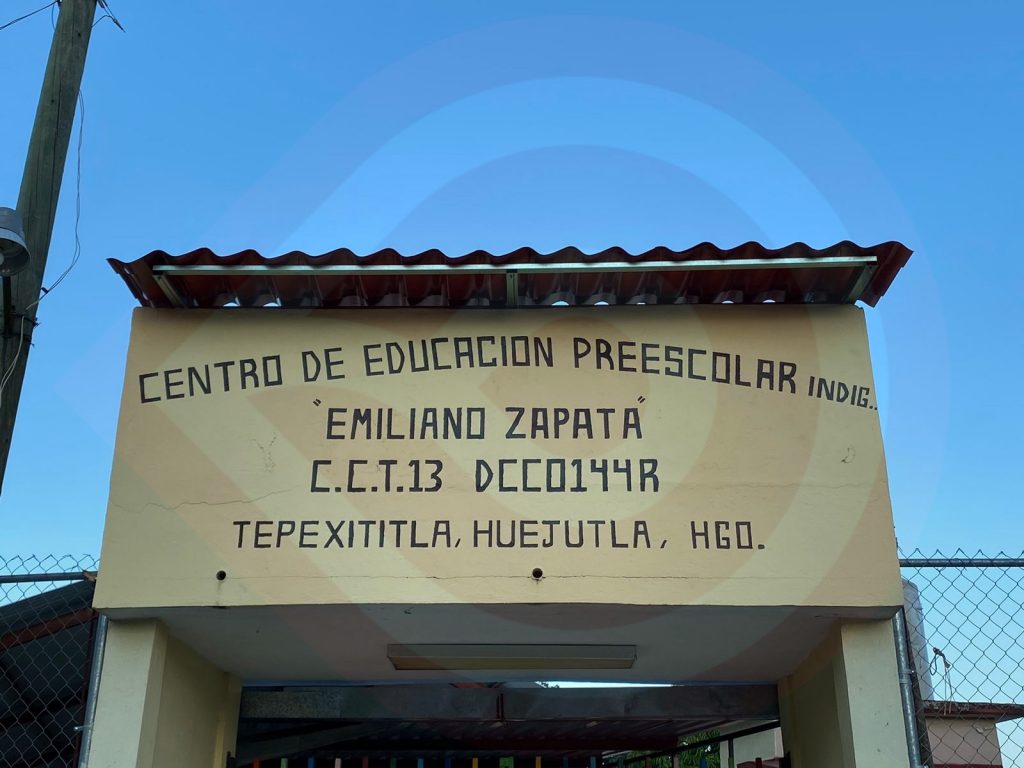 CENTRO DE EDUCACION PREESCOLAR INDIG..
"EMILIANO ZAPATA"
C.C.T.13 DCC0144R
TEPEXITITLA, HUEJUTLA, HGO.